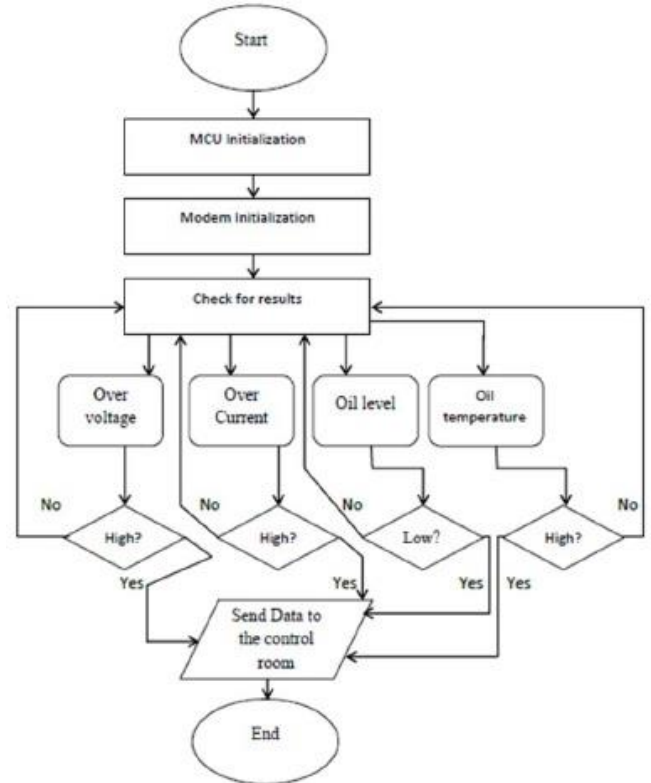 Start
MCU Initialization
Modem Initialization
Check for results
Over
voltage
Over
Current
Oil level
Oil
temperature
No
No
No
No
High?
High?
Low?
High?
Yes
Yes
Yes
Yes
Send Data to
the control
room
End